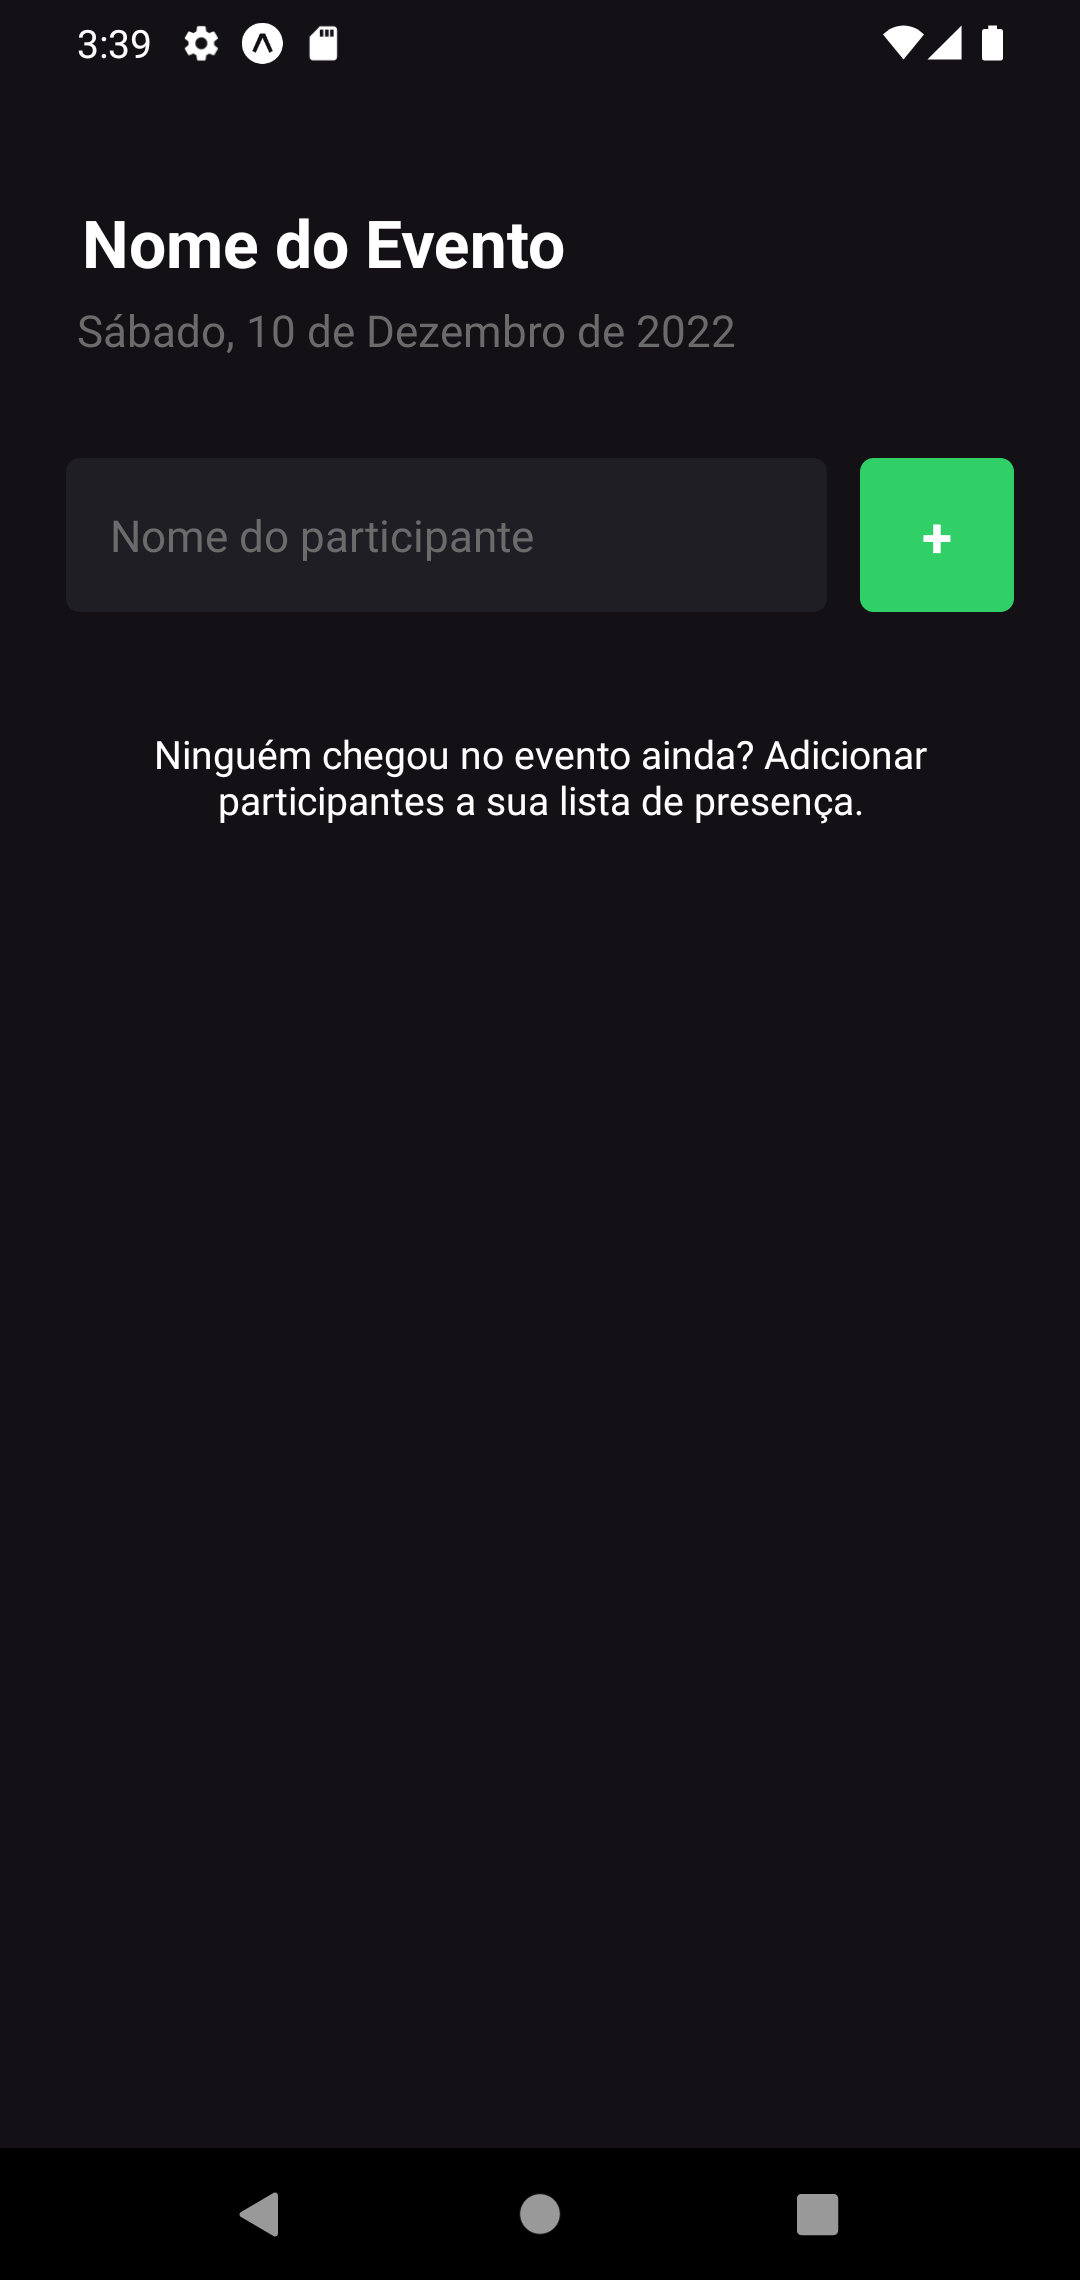 3:39
Nome do Evento
Sábado, 10 de Dezembro de 2022
Nome do participante
+
Ninguém chegou no evento ainda? Adicionar
participantes a sua lista de presença.